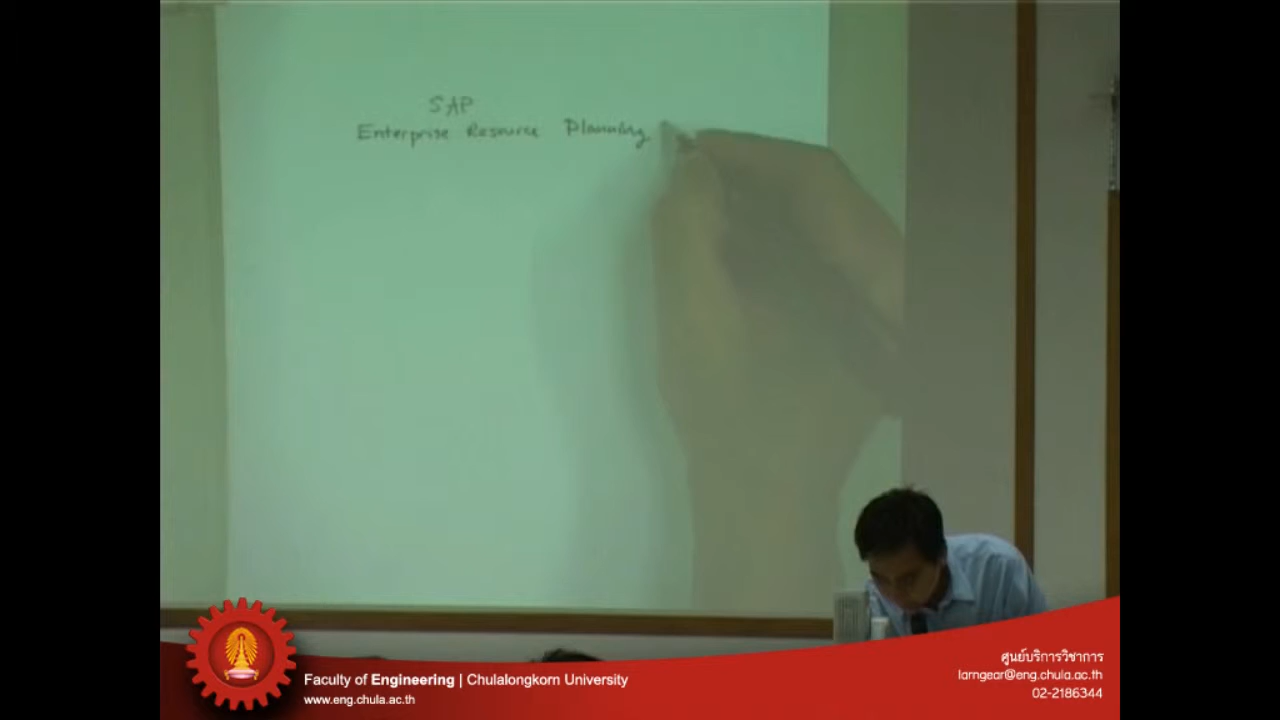 SAP
Enterprise Resource Planning
Faculty of Engineering | Chulalongkorn University
www.eng.chula.ac.th
ศูนย์บริการวิชาการ
larngear@eng.chula.ac.th
02-2186344